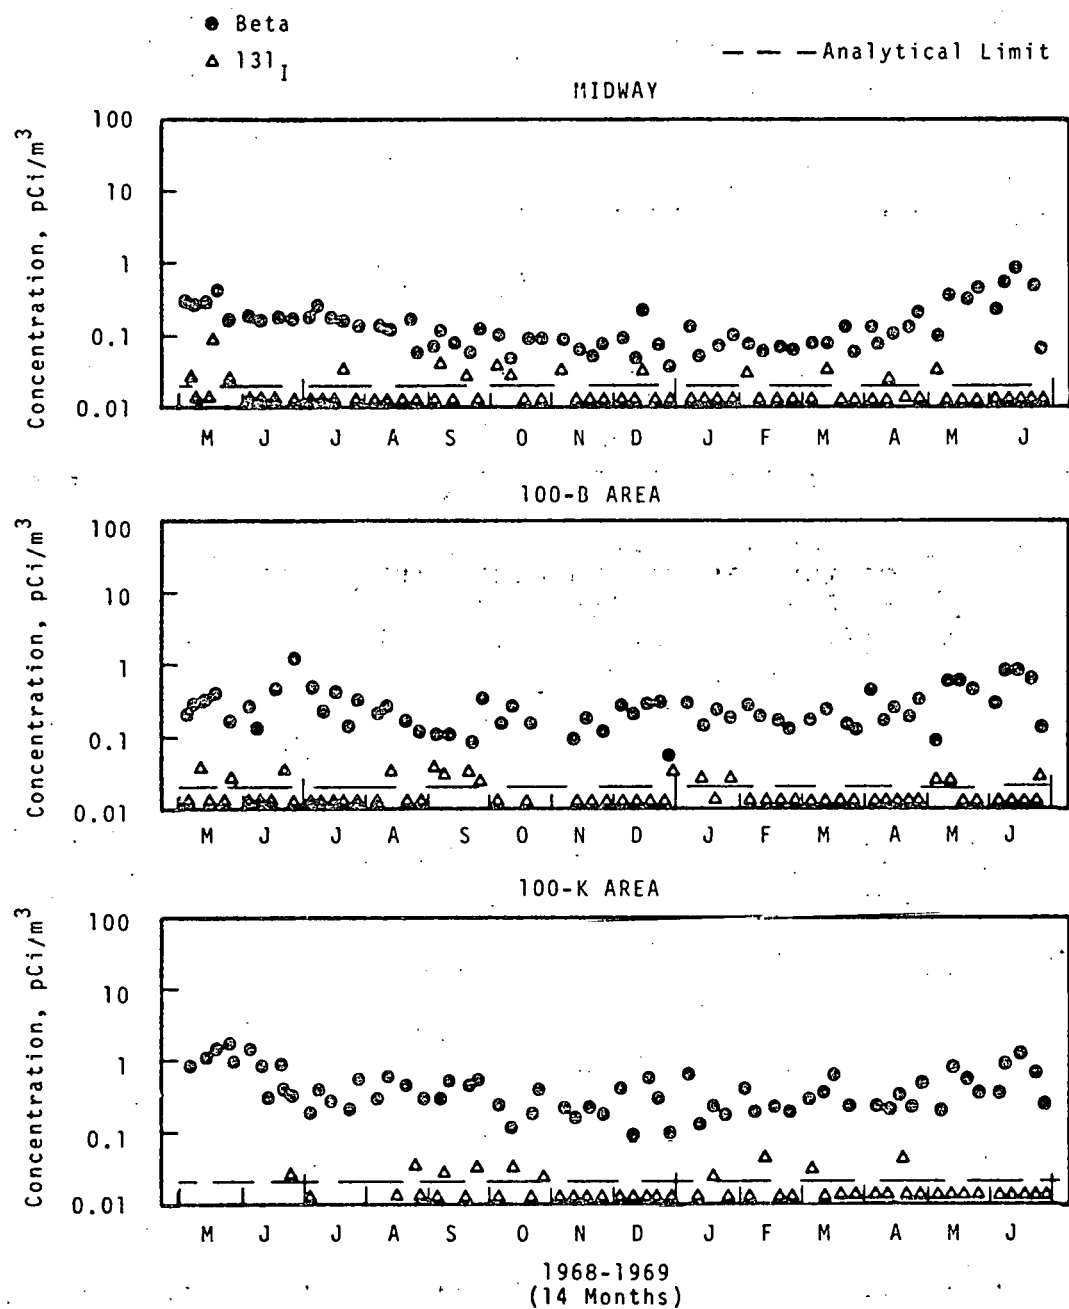 ● Beta
△ 131I
— — — Analytical Limit
MIDWAY
Concentration, pCi/m3
100
10
1
0.1
0.01
M J J A S O N D J F M A M J
100-B AREA
Concentration, pCi/m3
100
10
1
0.1
0.01
M J J A S O N D J F M A M J
100-K AREA
Concentration, pCi/m3
100
10
1
0.1
0.01
M J J A S O N D J F M A M J
1968-1969
(14 Months)